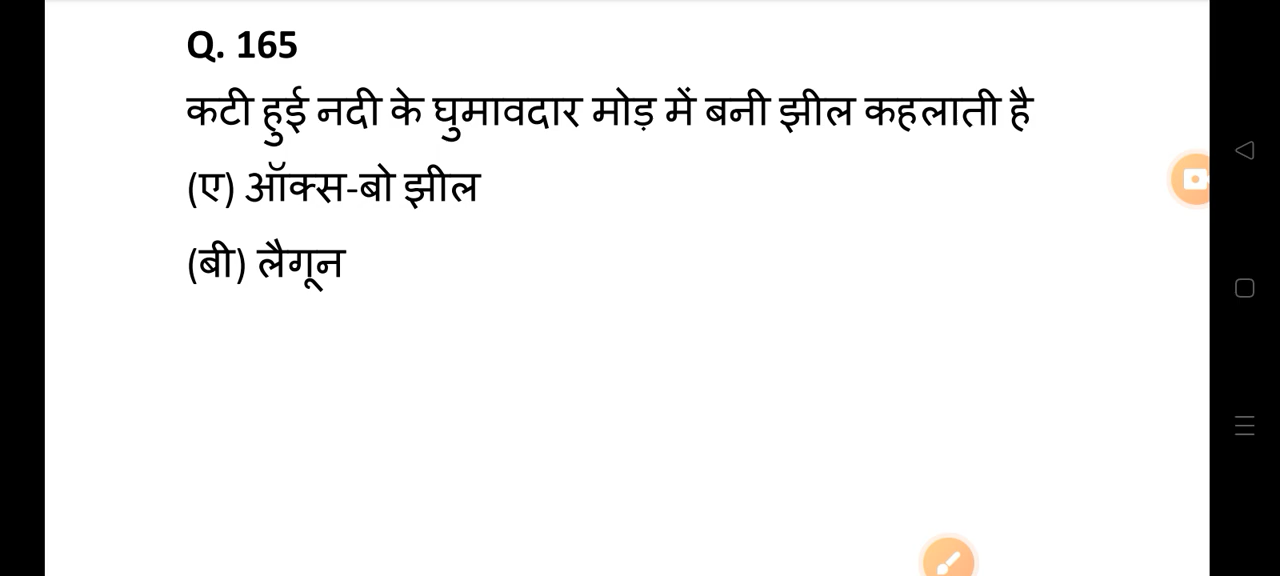 Q. 165
कटी हुई नदी के घुमावदार मोड़ में बनी झील कहलाती है
(ए) ऑक्स-बो झील
(बी) लैगून